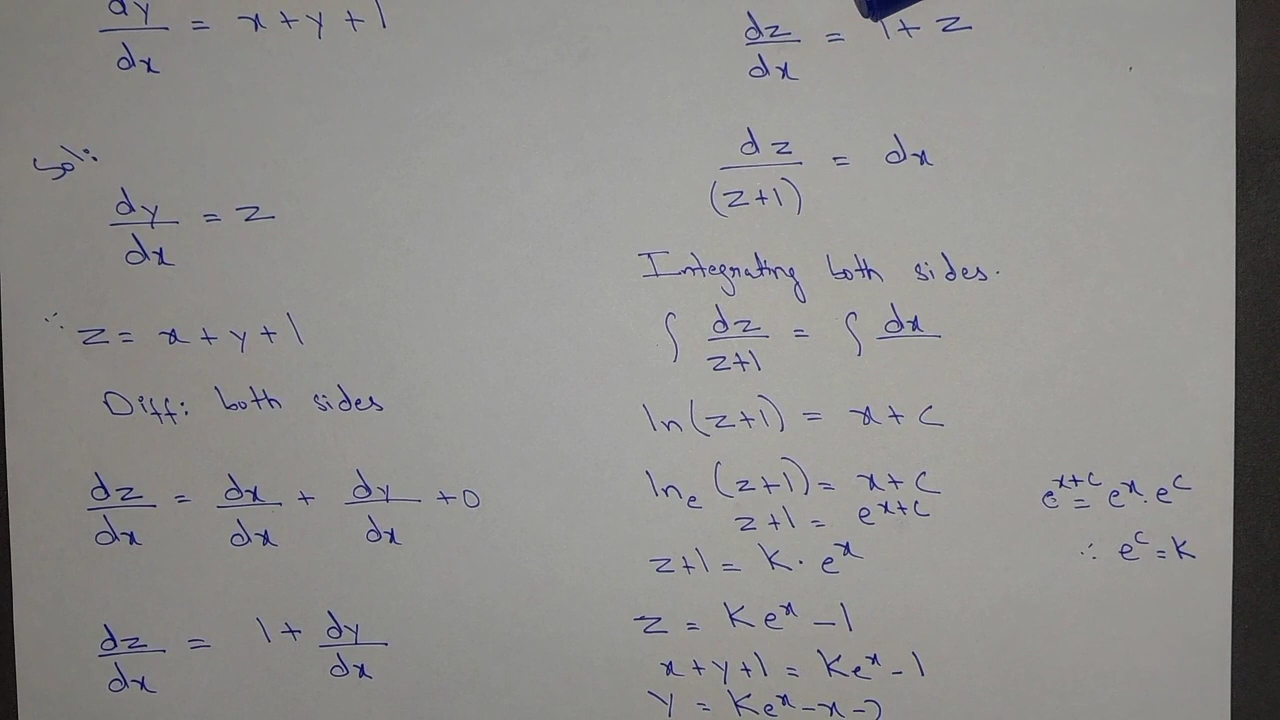 dy/dx = x + y + 1
Sol:
dy/dx = z
∴ z = x + y + 1
Diff: both sides
dz/dx = dx/dx + dy/dx + 0
dz/dx = 1 + dy/dx
dz/dx = 1 + z
dz/(z+1) = dx
Integrating both sides.
∫ dz/z+1 = ∫ dx
ln(z+1) = x + c
lnₑ(z+1) = x + c
z+1 = e^x+c
z+1 = K · e^x
z = Ke^x - 1
x + y + 1 = Ke^x - 1
y = Ke^x - x - 2
e^x+c = e^x · e^c
∴ e^c = K